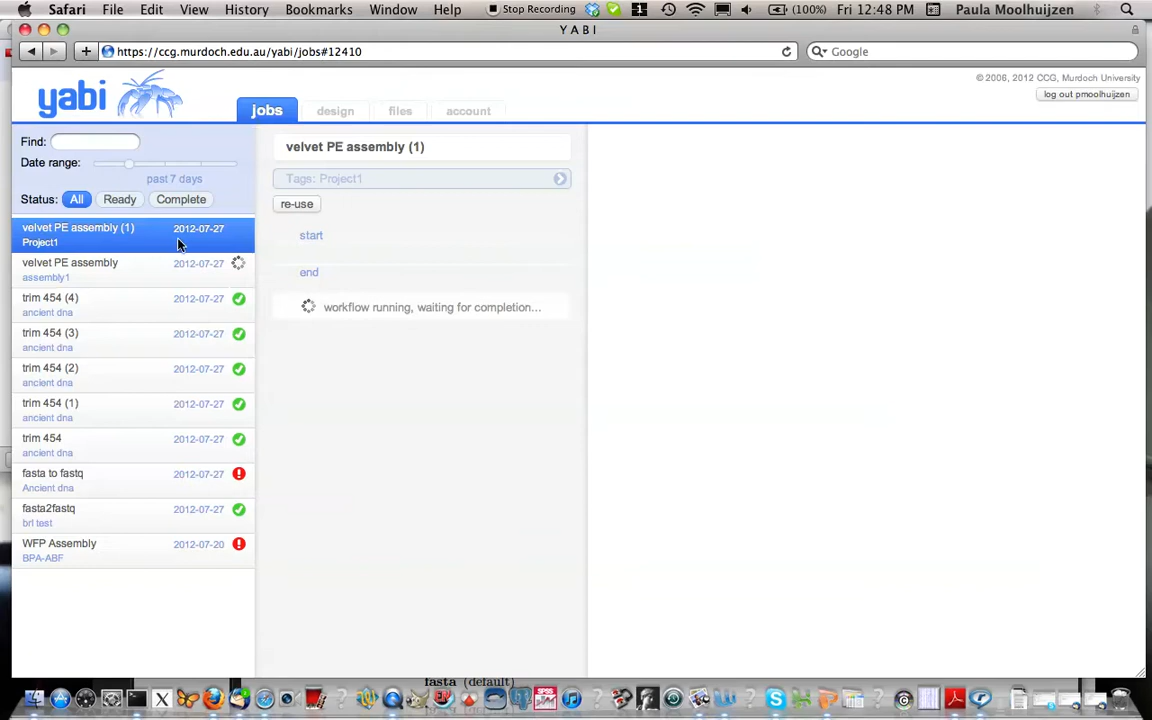 Safari File Edit View History Bookmarks Window Help Stop Recording (100%) Fri 12:48 PM Paula Moolhuijzen
YABI
https://ccg.murdoch.edu.au/yabi/jobs#12410 Google
© 2006, 2012 CCG, Murdoch University
yabi jobs design files account log out pmoolhuijzen
Find:
Date range:
past 7 days
Status: All Ready Complete
velvet PE assembly (1) 2012-07-27
Project1
velvet PE assembly 2012-07-27
assembly1
trim 454 (4) 2012-07-27
ancient dna
trim 454 (3) 2012-07-27
ancient dna
trim 454 (2) 2012-07-27
ancient dna
trim 454 (1) 2012-07-27
ancient dna
trim 454 2012-07-27
ancient dna
fasta to fastq 2012-07-27
Ancient dna
fasta2fastq 2012-07-27
brl test
WFP Assembly 2012-07-20
BPA-ABF
velvet PE assembly (1)
Tags: Project1
re-use
start
end
workflow running, waiting for completion...
fasta (default)